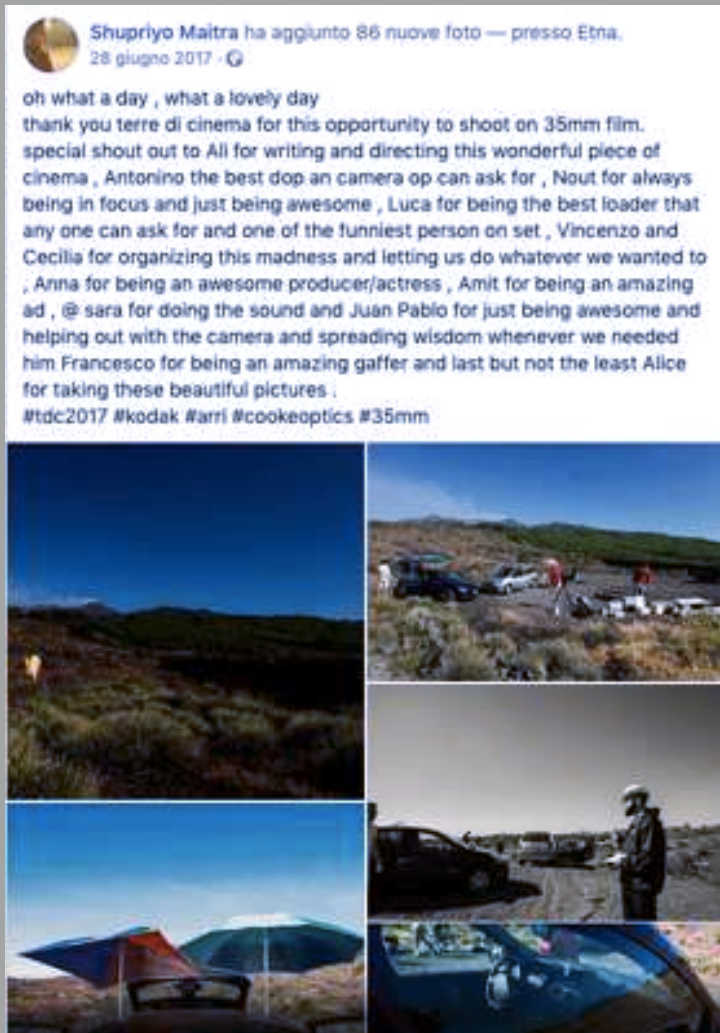 Shupriyo Maitra ha aggiunto 86 nuove foto — presso Etna.
28 giugno 2017 ·
oh what a day , what a lovely day
thank you terre di cinema for this opportunity to shoot on 35mm film.
special shout out to Ali for writing and directing this wonderful piece of
cinema , Antonino the best dop an camera op can ask for , Nout for always
being in focus and just being awesome , Luca for being the best loader that
any one can ask for and one of the funniest person on set , Vincenzo and
Cecilia for organizing this madness and letting us do whatever we wanted to
, Anna for being an awesome producer/actress , Amit for being an amazing
ad , @ sara for doing the sound and Juan Pablo for just being awesome and
helping out with the camera and spreading wisdom whenever we needed
him Francesco for being an amazing gaffer and last but not the least Alice
for taking these beautiful pictures .
#tdc2017 #kodak #arri #cookeoptics #35mm